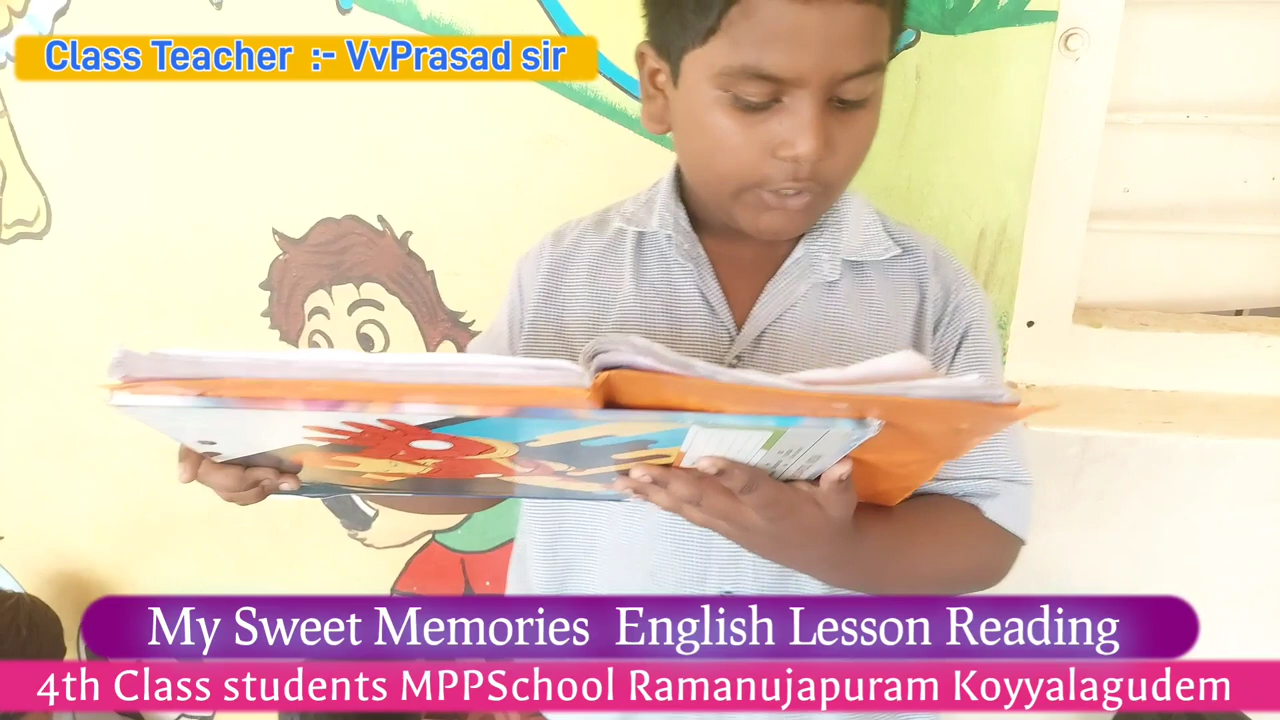 Class Teacher :- VvPrasad sir
My Sweet Memories English Lesson Reading
4th Class students MPPSchool Ramanujapuram Koyyalagudem